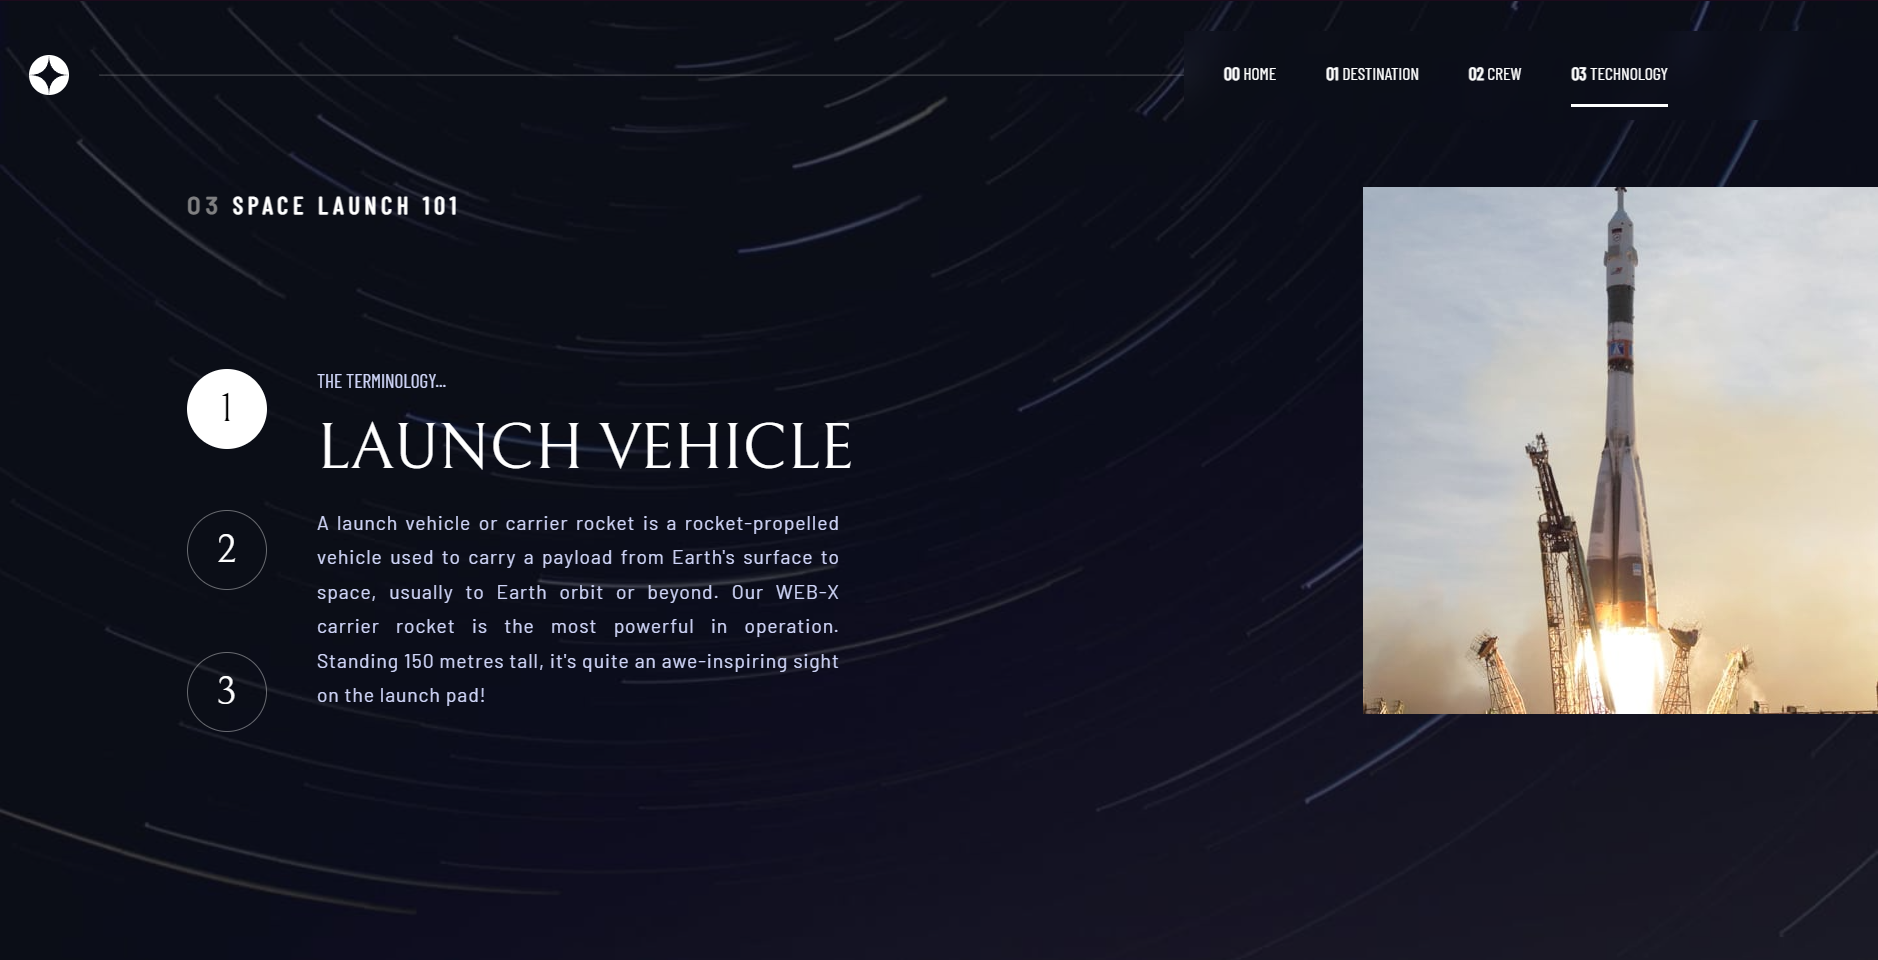 00 HOME 01 DESTINATION 02 CREW 03 TECHNOLOGY
03 SPACE LAUNCH 101
1
THE TERMINOLOGY...
LAUNCH VEHICLE
2
A launch vehicle or carrier rocket is a rocket-propelled
vehicle used to carry a payload from Earth's surface to
space, usually to Earth orbit or beyond. Our WEB-X
carrier rocket is the most powerful in operation.
Standing 150 metres tall, it's quite an awe-inspiring sight
on the launch pad!
3